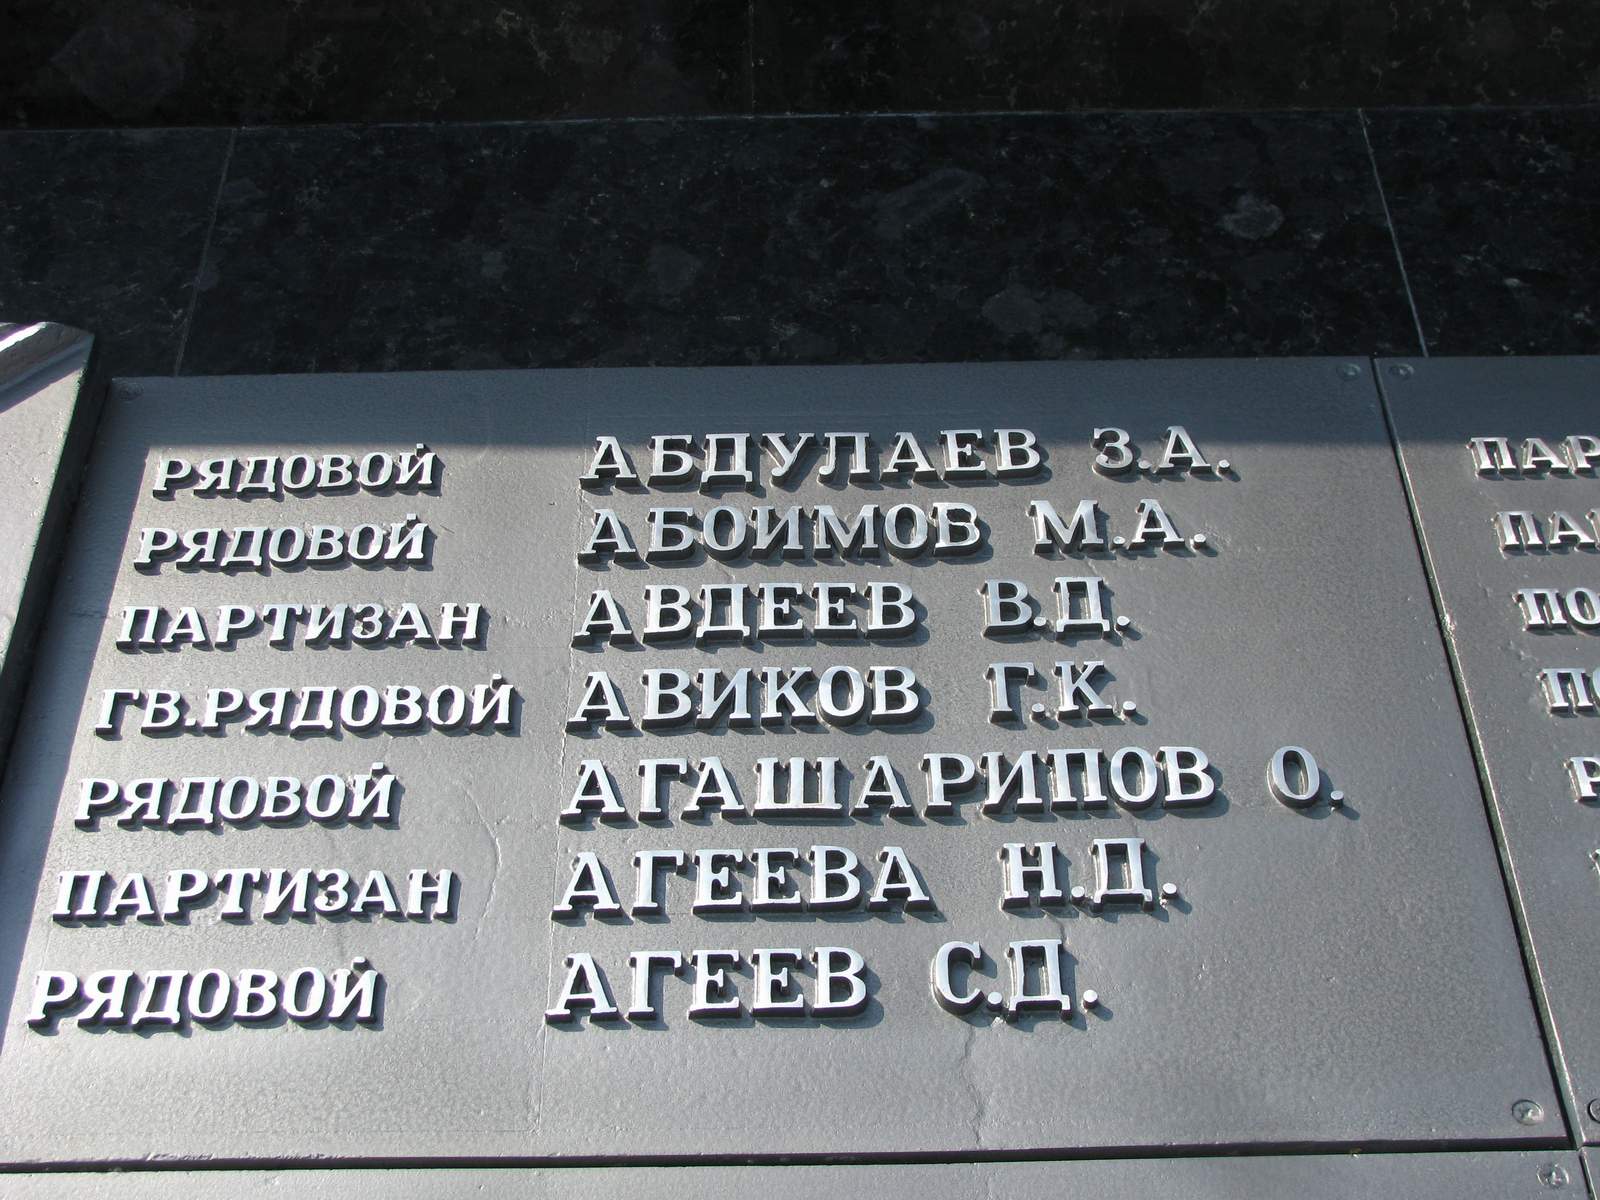 РЯДОВОЙ АБДУЛАЕВ З.А.
РЯДОВОЙ АБОИМОВ М.А.
ПАРТИЗАН АВДЕЕВ В.Д.
ГВ.РЯДОВОЙ АВИКОВ Г.К.
РЯДОВОЙ АГАШАРИПОВ О.
ПАРТИЗАН АГЕЕВА Н.Д.
РЯДОВОЙ АГЕЕВ С.Д.